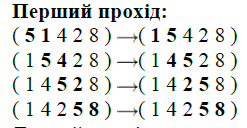 Перший прохід:
( 5 1 4 2 8 ) → ( 1 5 4 2 8 )
( 1 5 4 2 8 ) → ( 1 4 5 2 8 )
( 1 4 5 2 8 ) → ( 1 4 2 5 8 )
( 1 4 2 5 8 ) → ( 1 4 2 5 8 )